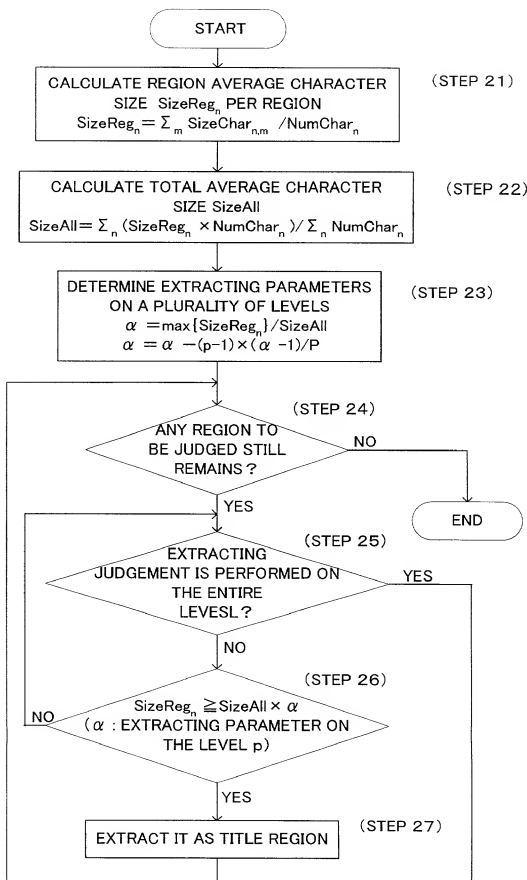 START
CALCULATE REGION AVERAGE CHARACTER
SIZE SizeRegₙ PER REGION
SizeRegₙ= Σₘ SizeCharₙ,ₘ /NumCharₙ
(STEP 21)
CALCULATE TOTAL AVERAGE CHARACTER
SIZE SizeAll
SizeAll= Σₙ (SizeRegₙ ×NumCharₙ )/ Σₙ NumCharₙ
(STEP 22)
DETERMINE EXTRACTING PARAMETERS
ON A PLURALITY OF LEVELS
α =max{SizeRegₙ}/SizeAll
α = α −(p-1)×(α -1)/P
(STEP 23)
(STEP 24)
ANY REGION TO
BE JUDGED STILL
REMAINS?
NO
YES
END
(STEP 25)
EXTRACTING
JUDGEMENT IS PERFORMED ON
THE ENTIRE
LEVESL?
YES
NO
(STEP 26)
SizeRegₙ ≧SizeAll× α
(α : EXTRACTING PARAMETER ON
THE LEVEL p)
NO
YES
EXTRACT IT AS TITLE REGION
(STEP 27)